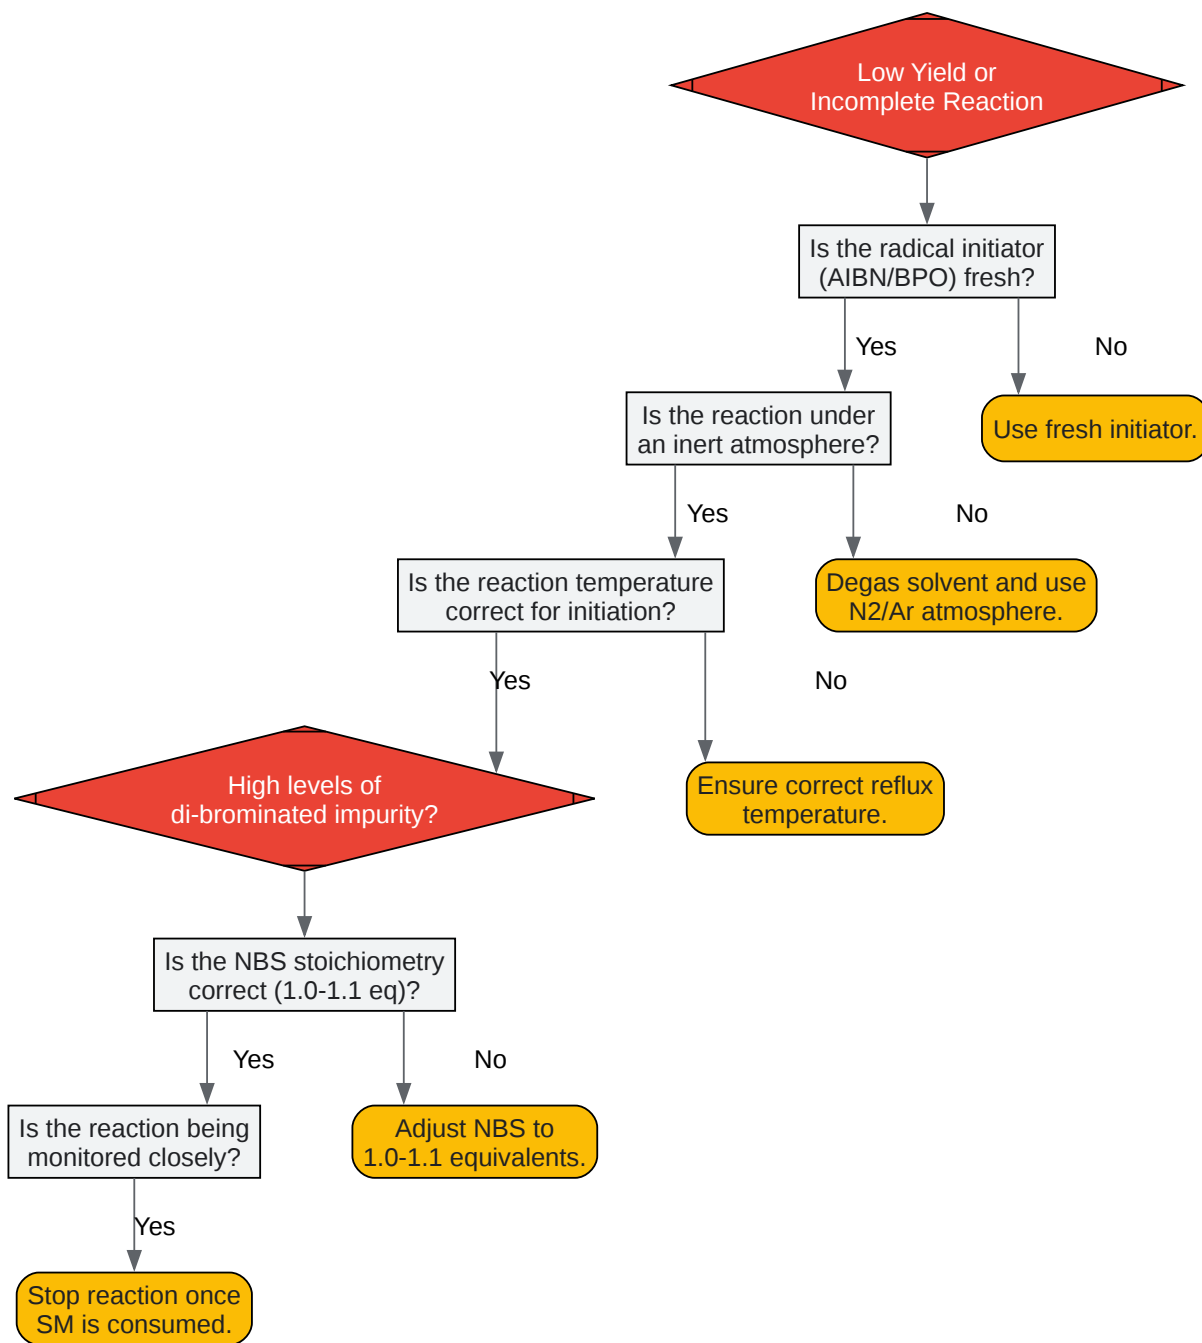 Low Yield or
Incomplete Reaction
Is the radical initiator
(AIBN/BPO) fresh?
Yes
No
Is the reaction under
an inert atmosphere?
Use fresh initiator.
Yes
No
Is the reaction temperature
correct for initiation?
Degas solvent and use
N2/Ar atmosphere.
Yes
No
High levels of
di-brominated impurity?
Ensure correct reflux
temperature.
Is the NBS stoichiometry
correct (1.0-1.1 eq)?
Yes
No
Is the reaction being
monitored closely?
Adjust NBS to
1.0-1.1 equivalents.
Yes
Stop reaction once
SM is consumed.